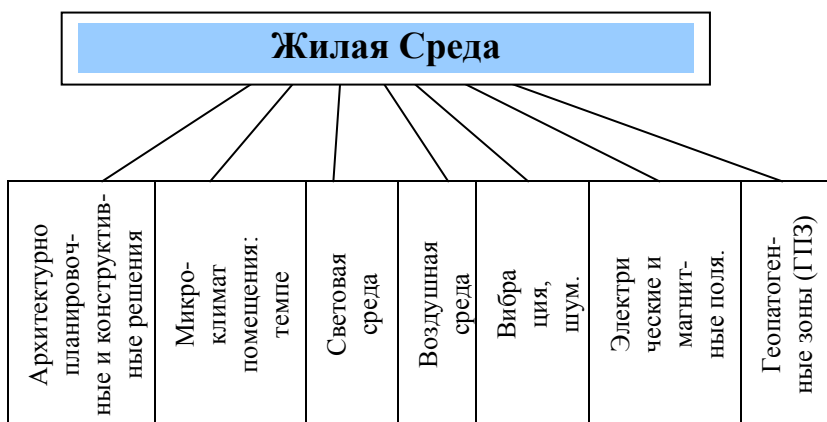 Жилая Среда
Архитектурно
планировоч-
ные и конструктив-
ные решения
Микро-
климат
помещения:
темпе
Световая
среда
Воздушная
среда
Вибра
ция,
шум.
Электри
ческие и
магнит-
ные поля.
Геопатоген-
ные зоны (ГПЗ)